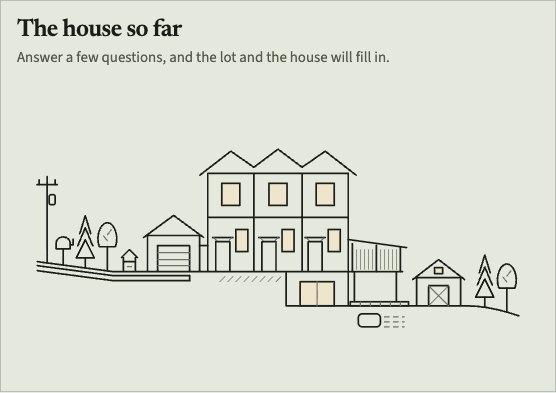 The house so far
Answer a few questions, and the lot and the house will fill in.